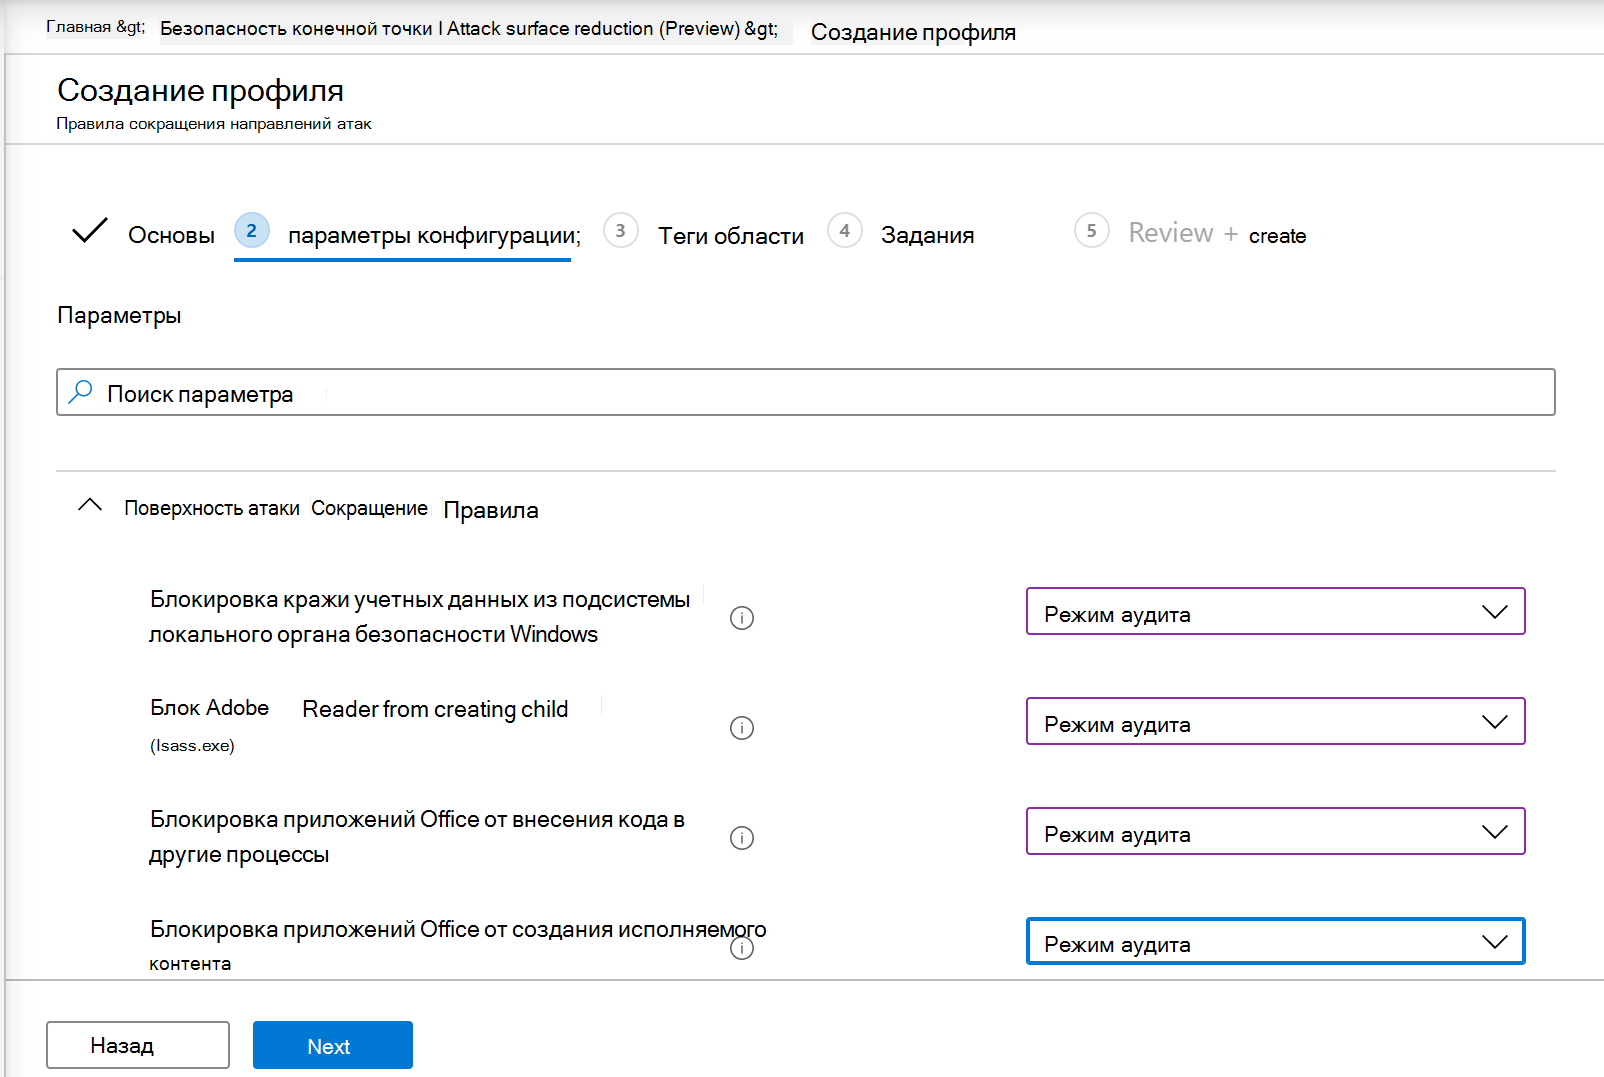 Главная &gt; Безопасность конечной точки I Attack surface reduction (Preview) &gt; Создание профиля
Создание профиля
Правила сокращения направлений атак
Основы 2 параметры конфигурации; 3 Теги области 4 Задания 5 Review + create
Параметры
Поиск параметра
Поверхность атаки Сокращение Правила
Блокировка кражи учетных данных из подсистемы
локального органа безопасности Windows
Режим аудита
Блок Adobe Reader from creating child
(lsass.exe)
Режим аудита
Блокировка приложений Office от внесения кода в
другие процессы
Режим аудита
Блокировка приложений Office от создания исполняемого
контента
Режим аудита
Назад Next